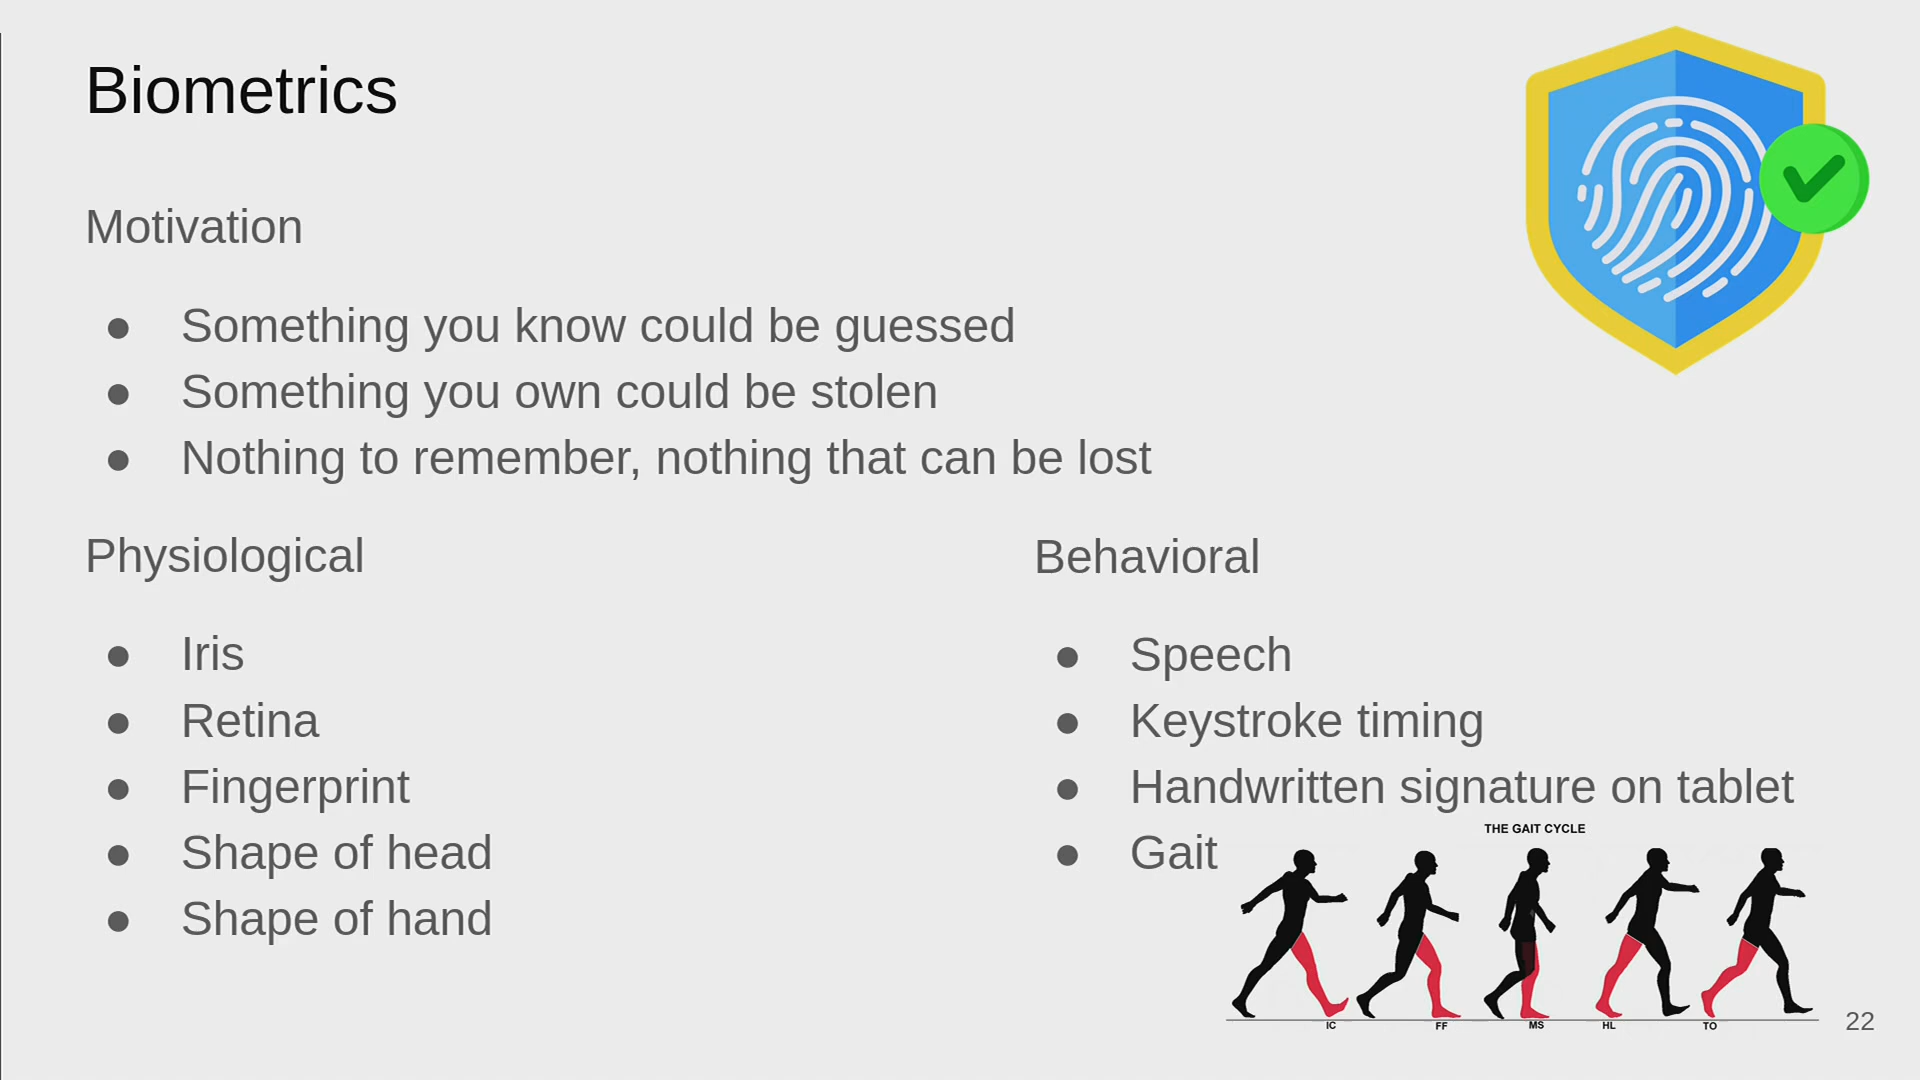 Biometrics
Motivation
● Something you know could be guessed
● Something you own could be stolen
● Nothing to remember, nothing that can be lost
Physiological
● Iris
● Retina
● Fingerprint
● Shape of head
● Shape of hand
Behavioral
● Speech
● Keystroke timing
● Handwritten signature on tablet
● Gait
THE GAIT CYCLE
IC FF MS HL TO
22